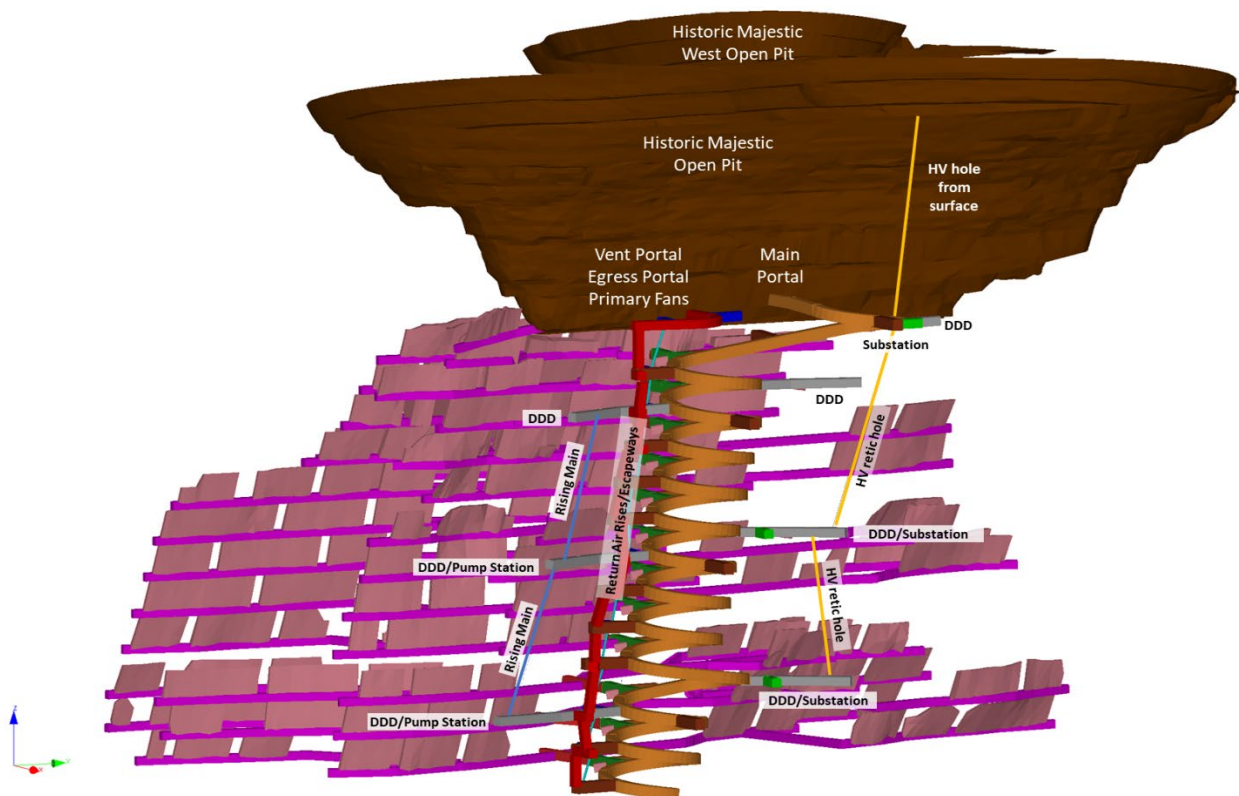 Historic Majestic
West Open Pit
Historic Majestic
Open Pit
HV hole
from
surface
Vent Portal
Egress Portal
Primary Fans
Main
Portal
DDD
Substation
DDD
DDD
HV retic hole
Rising Main
Return Air Rises/Escapeways
DDD/Substation
DDD/Pump Station
HV retic hole
Rising Main
DDD/Substation
DDD/Pump Station
Z
X
Y